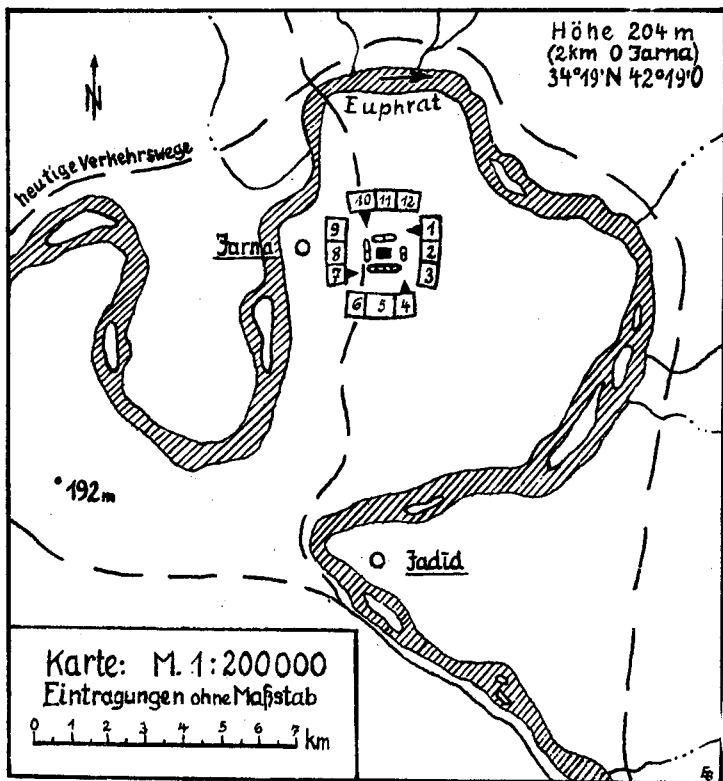 Höhe 204 m
(2km O Jarna)
34°19'N 42°19'O
N
Euphrat
heutige Verkehrswege
10 11 12
9
8
7
1
2
3
6 5 4
Jarna
192m
Jadīd
Karte: M. 1:200000
Eintragungen ohne Maßstab
0 1 2 3 4 5 6 7 km